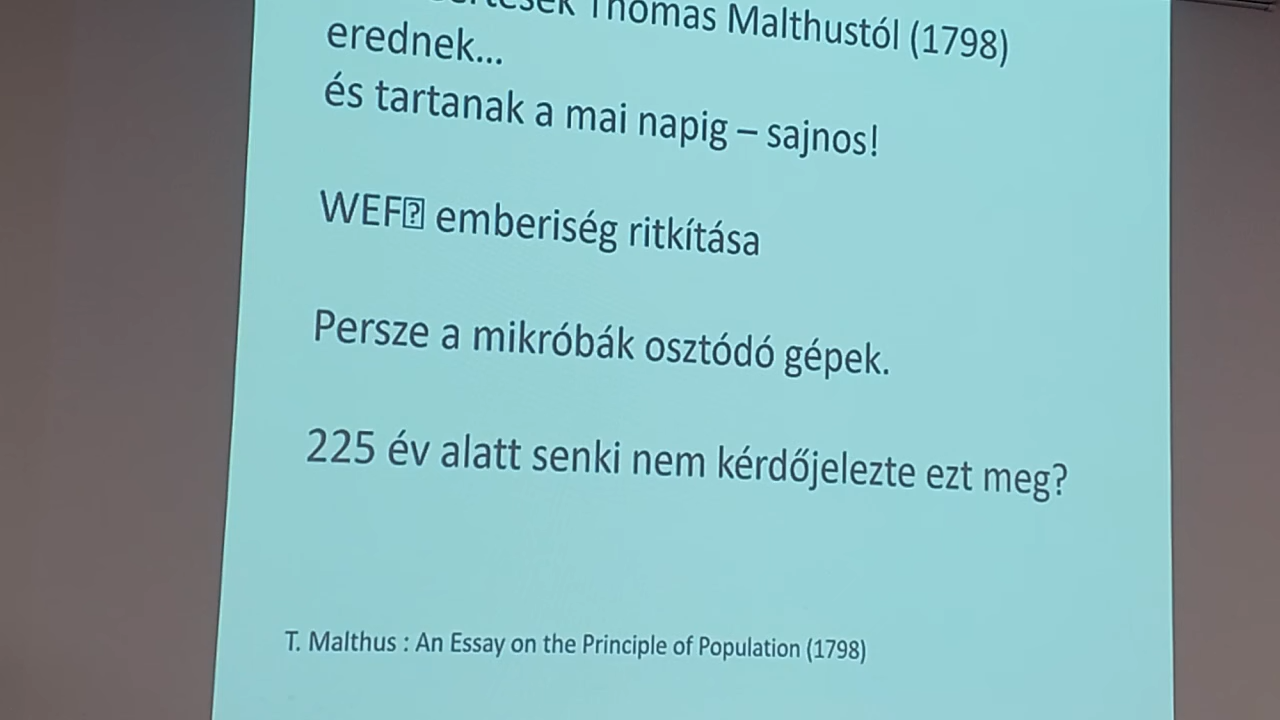 Thomas Malthustól (1798)
erednek...
és tartanak a mai napig – sajnos!
WEF⍰ emberiség ritkítása
Persze a mikróbák osztódó gépek.
225 év alatt senki nem kérdőjelezte ezt meg?
T. Malthus : An Essay on the Principle of Population (1798)